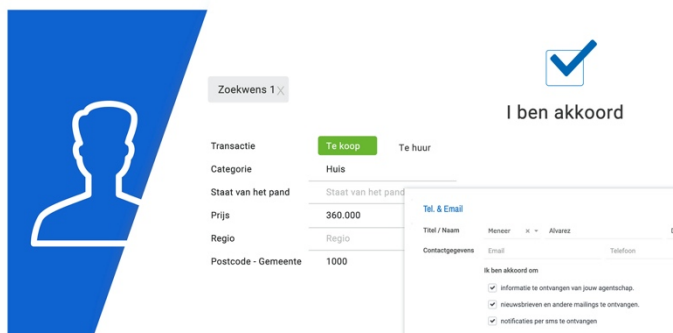 Zoekwens 1 X
I ben akkoord
Transactie Te koop Te huur
Categorie Huis
Staat van het pand Staat van het pand
Prijs 360.000
Regio Regio
Postcode - Gemeente 1000
Tel. & Email
Titel / Naam Meneer × Alvarez D
Contactgegevens Email Telefoon
Ik ben akkoord om
informatie te ontvangen van jouw agentschap.
nieuwsbrieven en andere mailings te ontvangen.
notificaties per sms te ontvangen